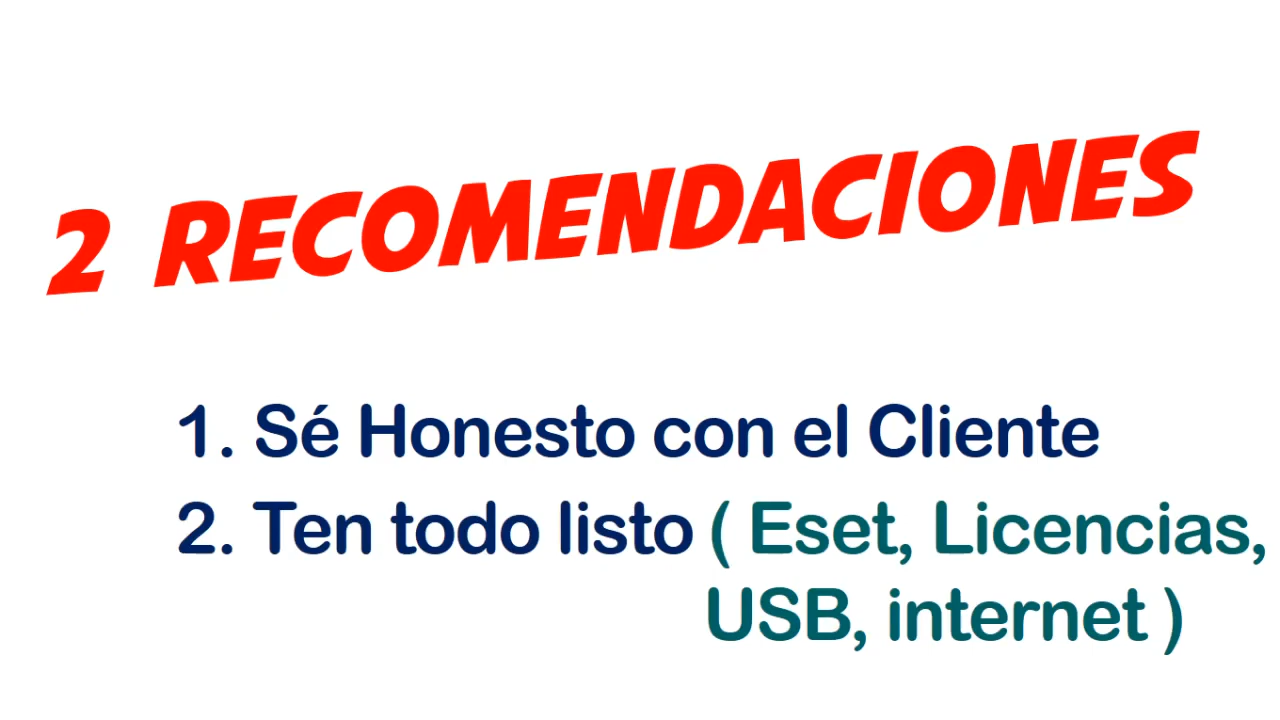 2 RECOMENDACIONES
1. Sé Honesto con el Cliente
2. Ten todo listo ( Eset, Licencias,
USB, internet )